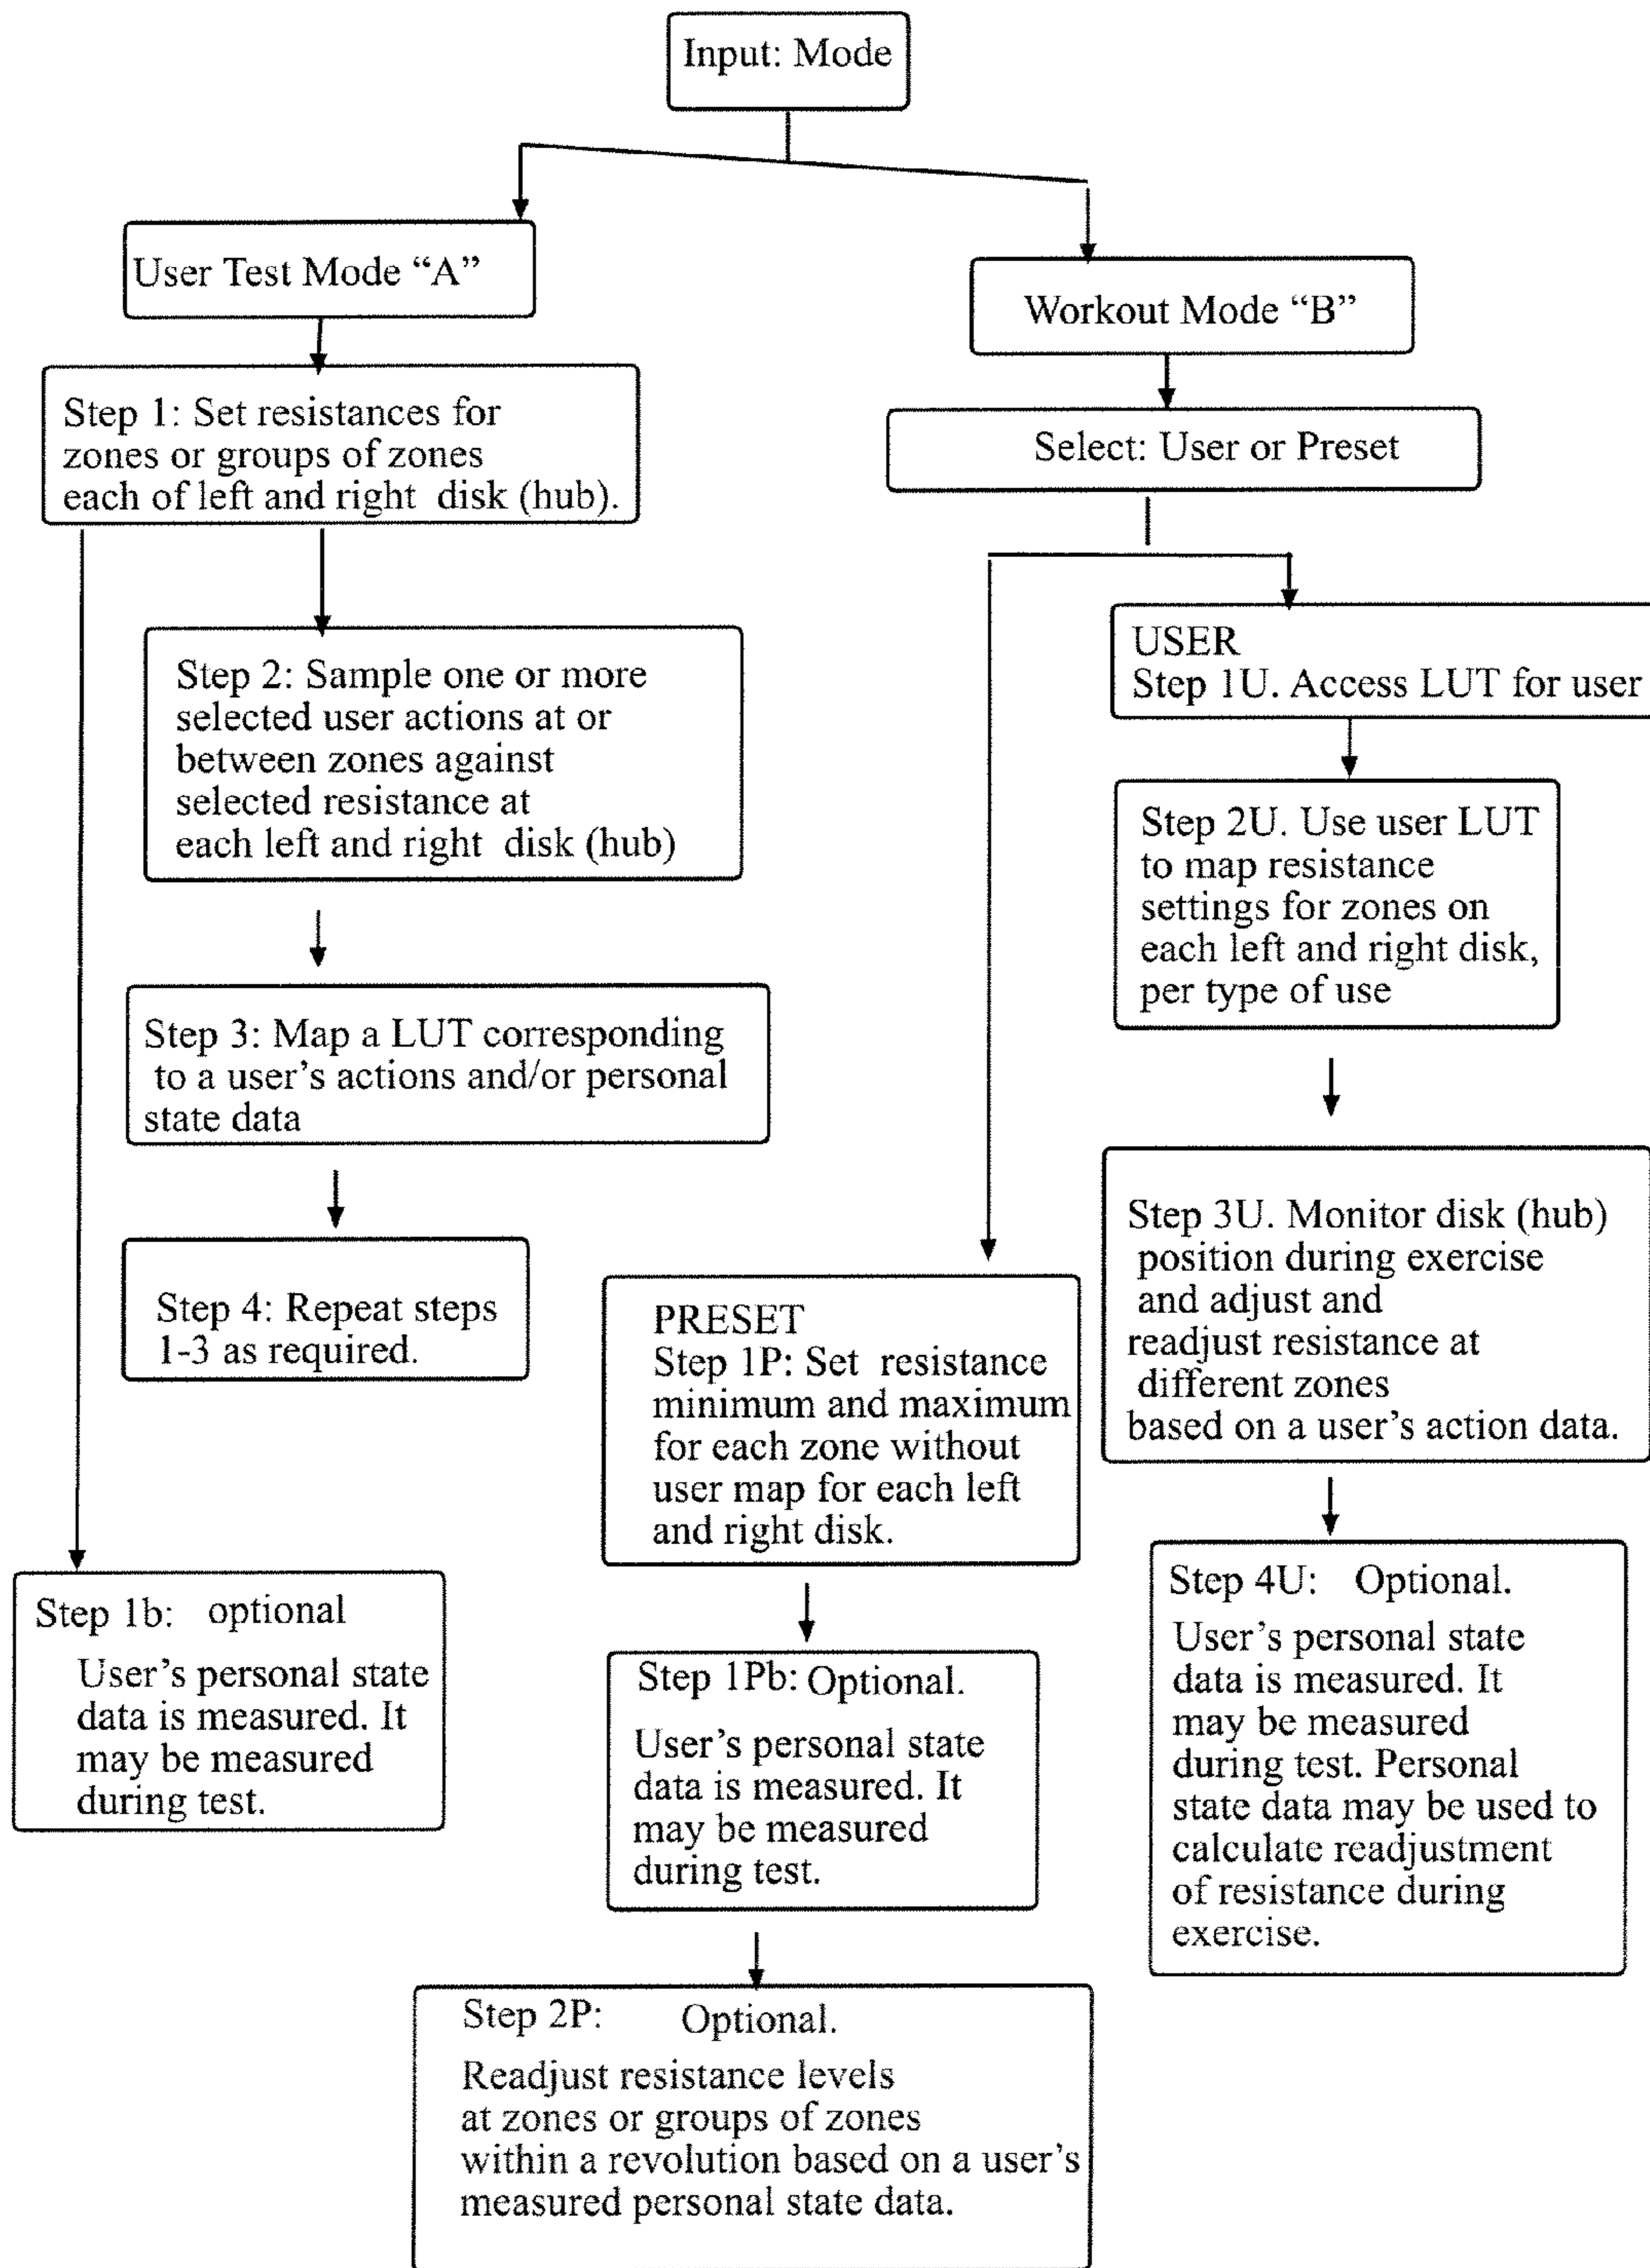 Input: Mode
User Test Mode “A”
Step 1: Set resistances for
zones or groups of zones
each of left and right disk (hub).
Step 2: Sample one or more
selected user actions at or
between zones against
selected resistance at
each left and right disk (hub)
Step 3: Map a LUT corresponding
to a user’s actions and/or personal
state data
Step 4: Repeat steps
1-3 as required.
Step 1b: optional
User’s personal state
data is measured. It
may be measured
during test.
Workout Mode “B”
Select: User or Preset
PRESET
Step 1P: Set resistance
minimum and maximum
for each zone without
user map for each left
and right disk.
Step 1Pb: Optional.
User’s personal state
data is measured. It
may be measured
during test.
Step 2P: Optional.
Readjust resistance levels
at zones or groups of zones
within a revolution based on a user’s
measured personal state data.
USER
Step 1U. Access LUT for user
Step 2U. Use user LUT
to map resistance
settings for zones on
each left and right disk,
per type of use
Step 3U. Monitor disk (hub)
position during exercise
and adjust and
readjust resistance at
different zones
based on a user’s action data.
Step 4U: Optional.
User’s personal state
data is measured. It
may be measured
during test. Personal
state data may be used to
calculate readjustment
of resistance during
exercise.